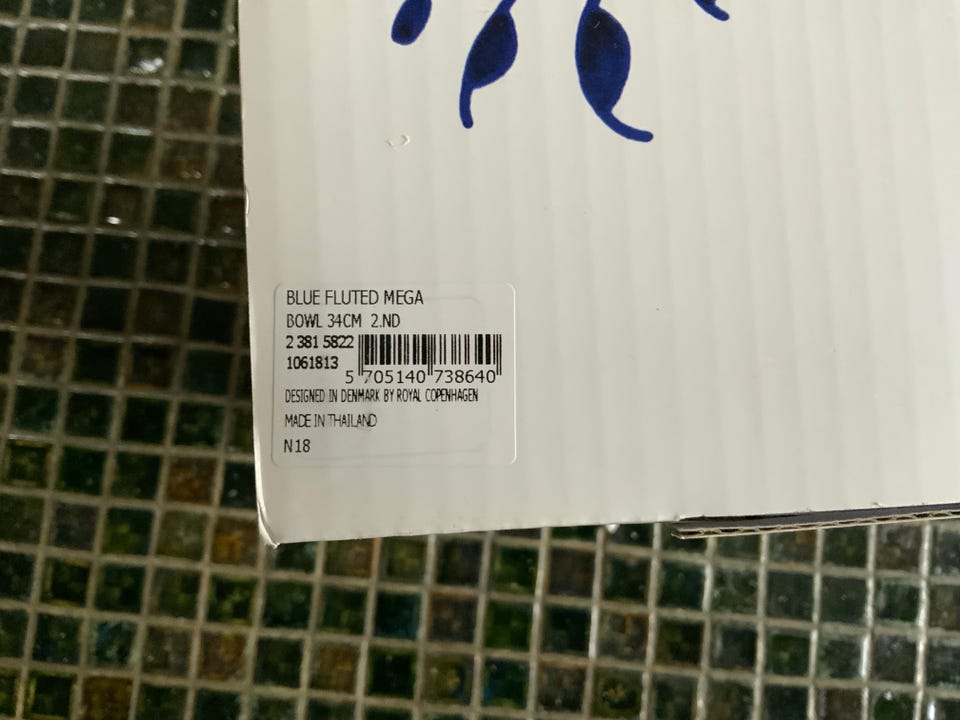 BLUE FLUTED MEGA
BOWL 34CM 2.ND
2 381 5822
1061813
5 705140 738640
DESIGNED IN DENMARK BY ROYAL COPENHAGEN
MADE IN THAILAND
N18